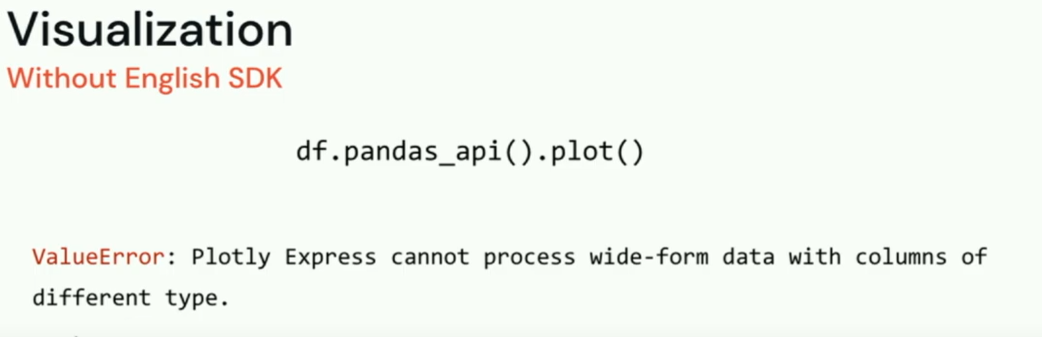 Visualization
Without English SDK
df.pandas_api().plot()
ValueError: Plotly Express cannot process wide-form data with columns of
different type.